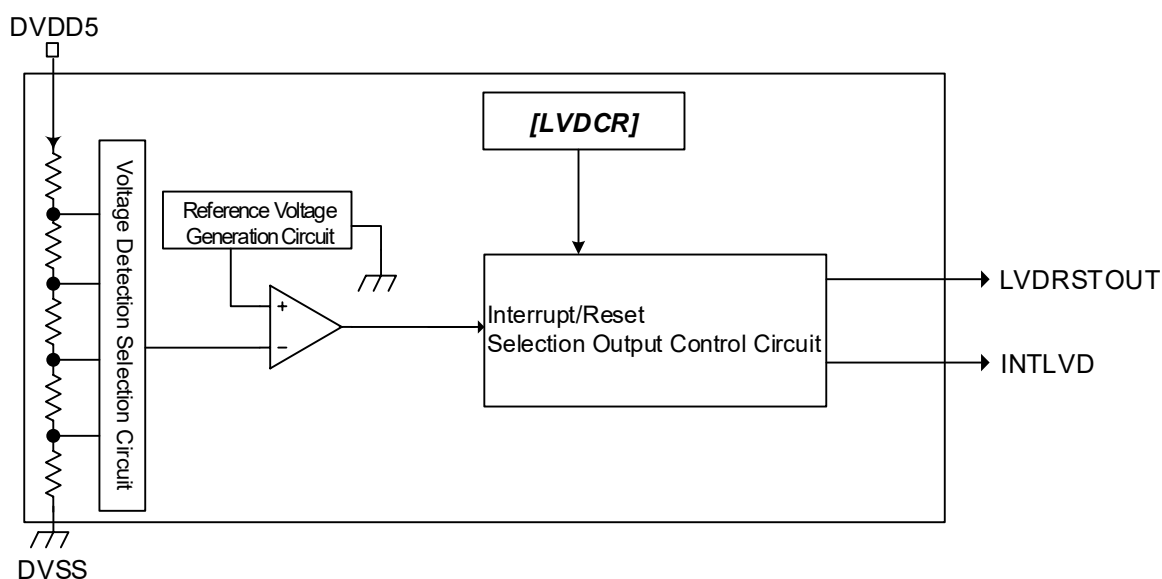 DVDD5
[LVDCR]
Voltage Detection Selection Circuit
Reference Voltage
Generation Circuit
+
−
Interrupt/Reset
Selection Output Control Circuit
LVDRSTOUT
INTLVD
DVSS